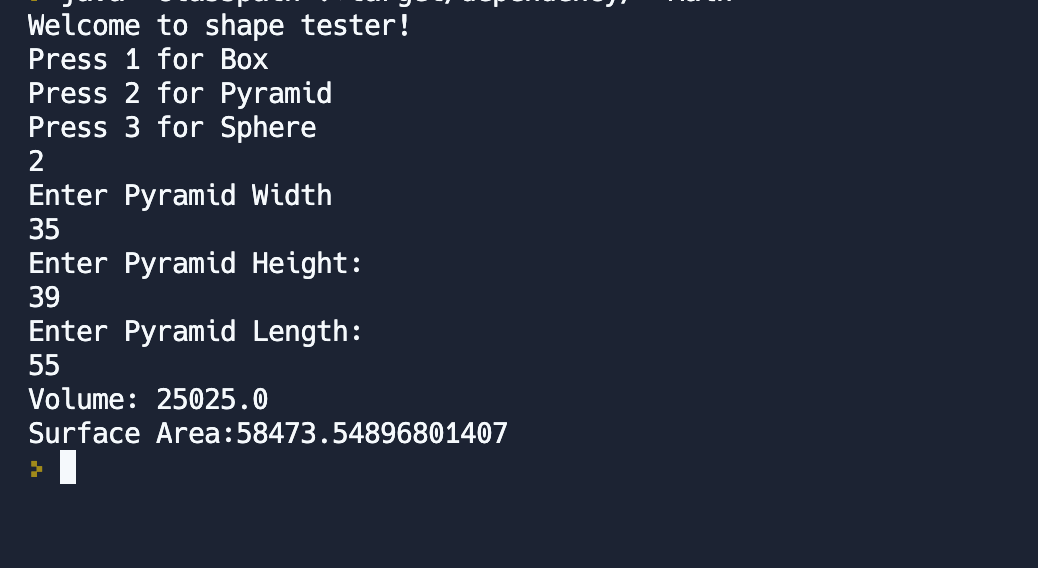 Welcome to shape tester!
Press 1 for Box
Press 2 for Pyramid
Press 3 for Sphere
2
Enter Pyramid Width
35
Enter Pyramid Height:
39
Enter Pyramid Length:
55
Volume: 25025.0
Surface Area:58473.54896801407